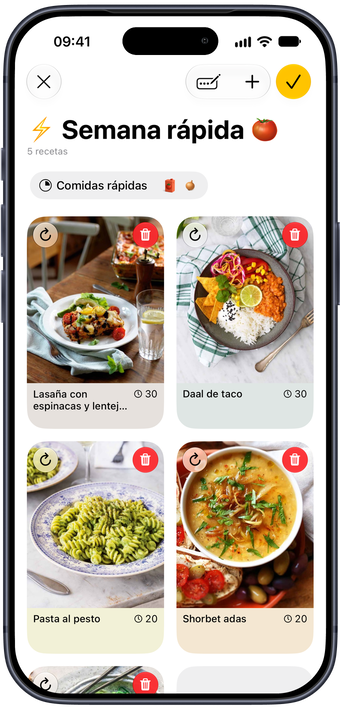 09:41
⚡ Semana rápida 🍅
5 recetas
Comidas rápidas
Lasaña con espinacas y lentej...
30
Daal de taco
30
Pasta al pesto
20
Shorbet adas
20